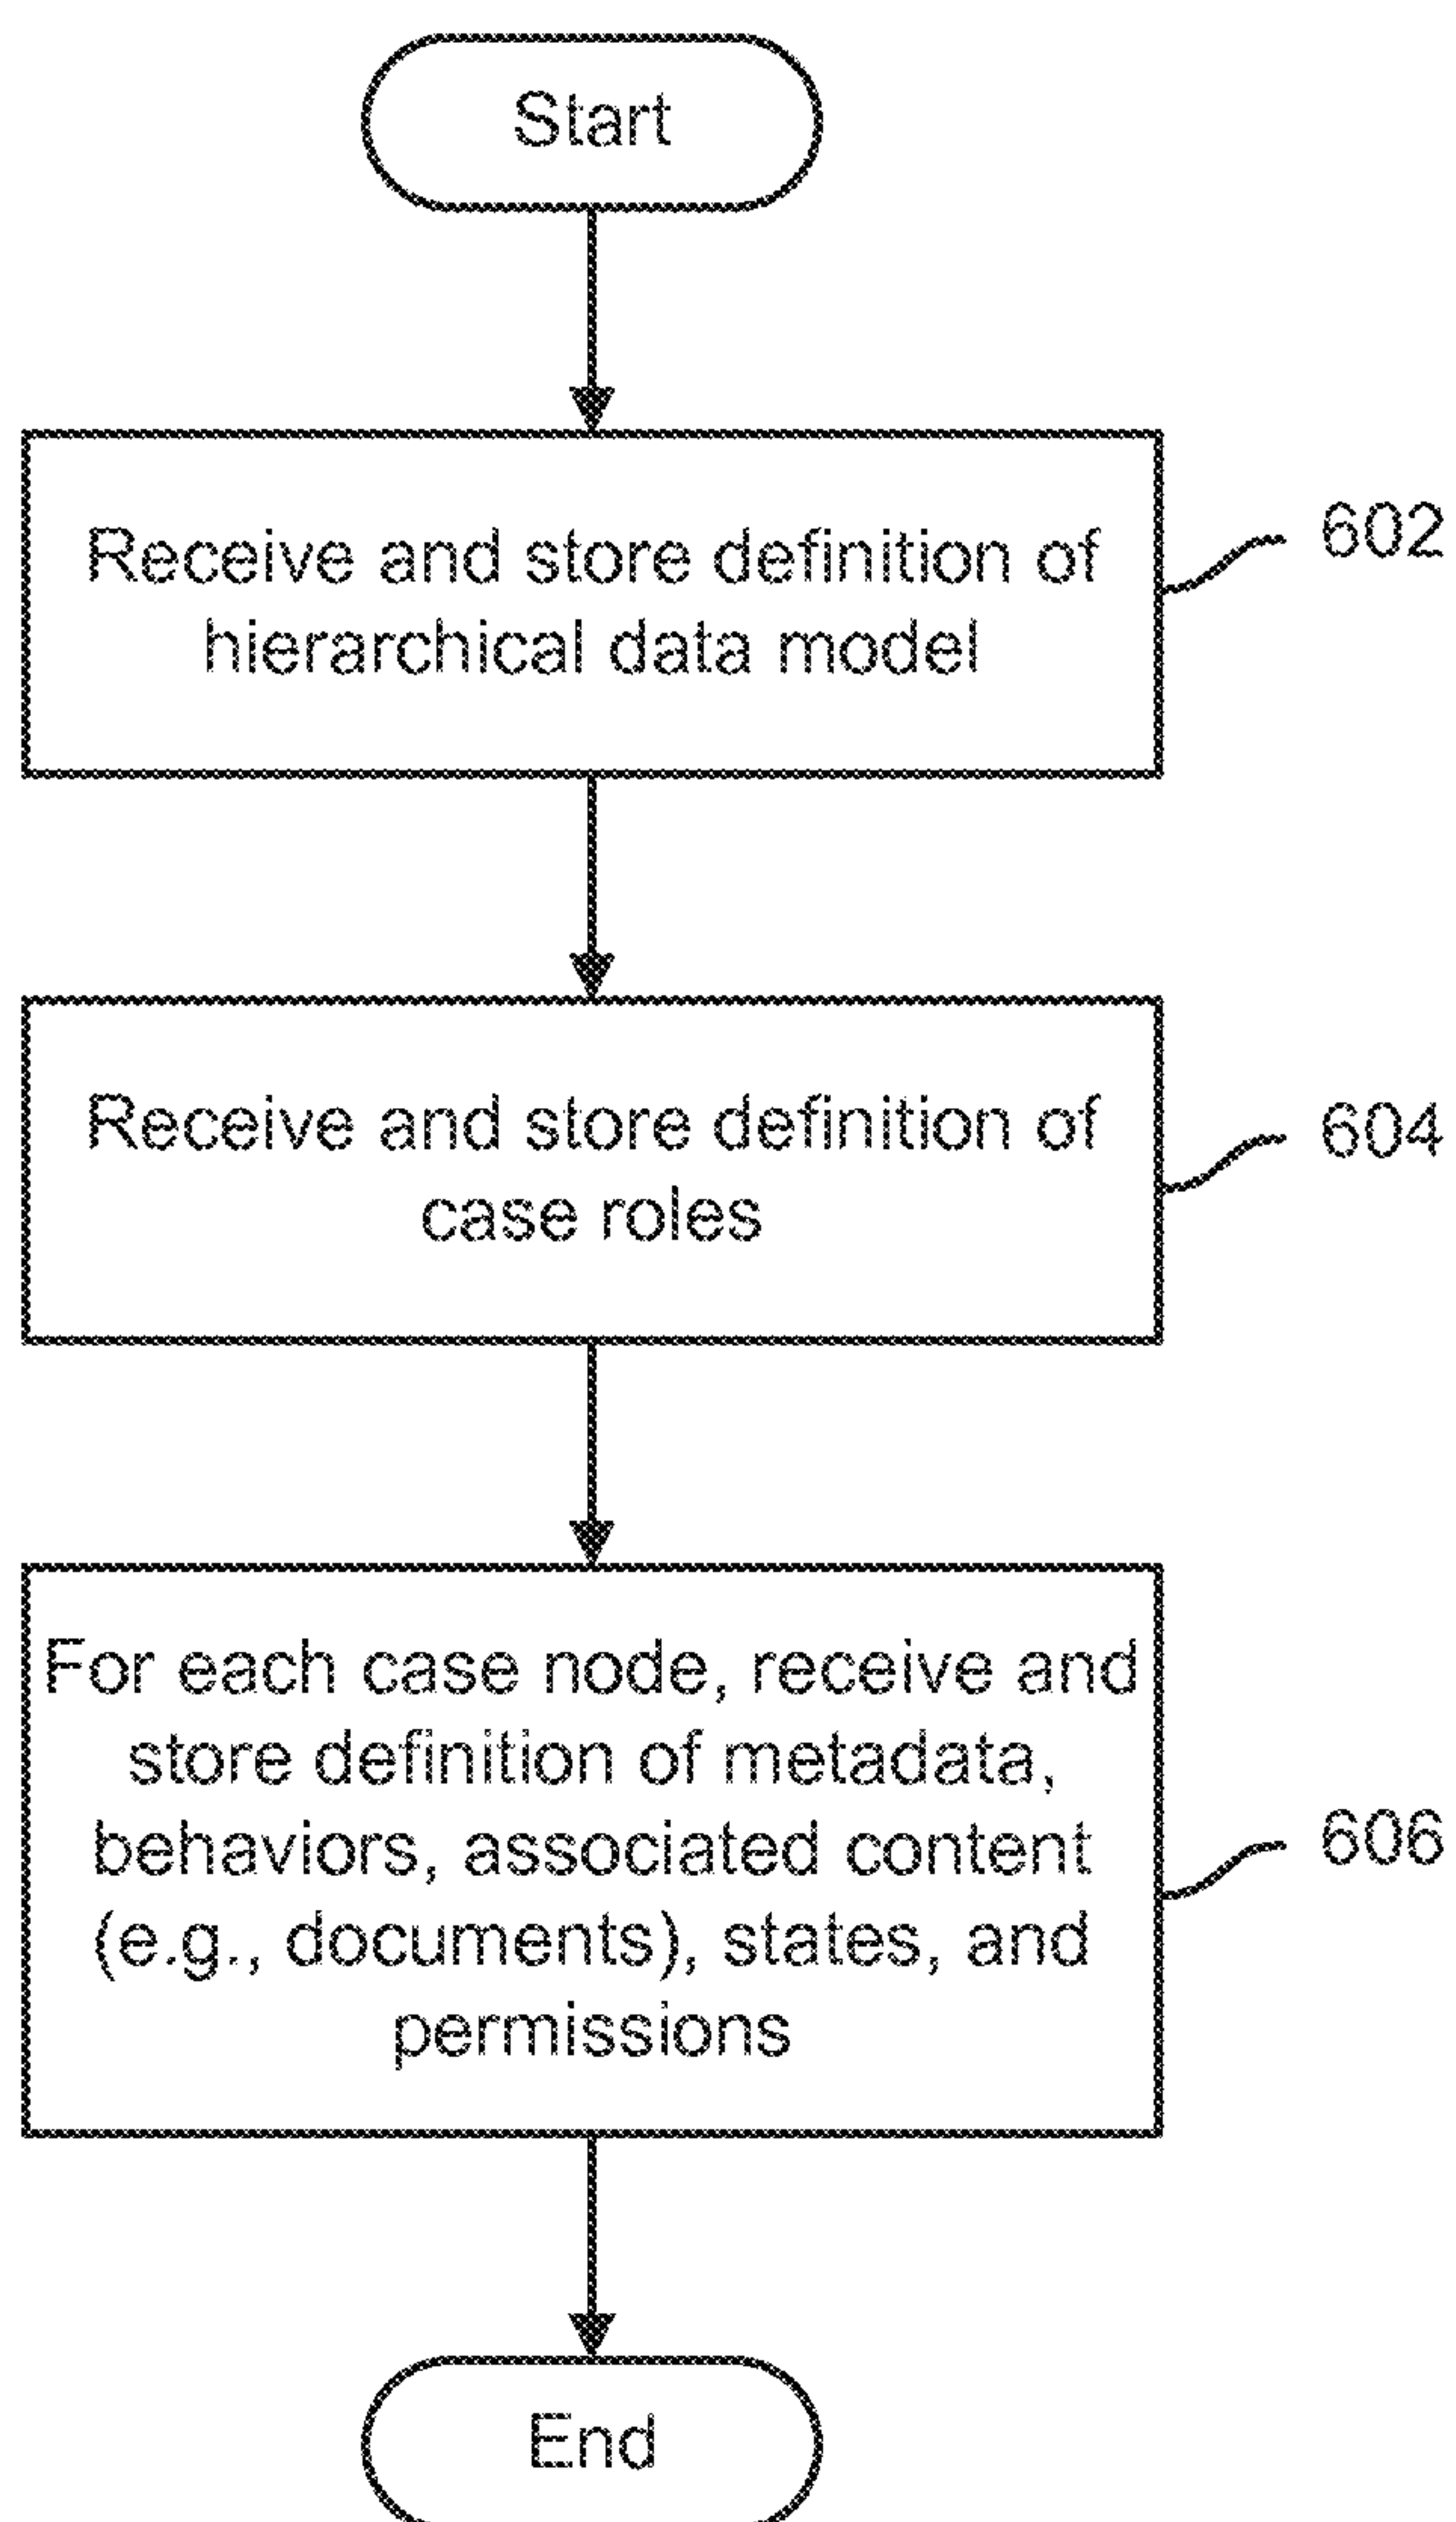 Start
Receive and store definition of
hierarchical data model
602
Receive and store definition of
case roles
604
For each case node, receive and
store definition of metadata,
behaviors, associated content
(e.g., documents), states, and
permissions
606
End